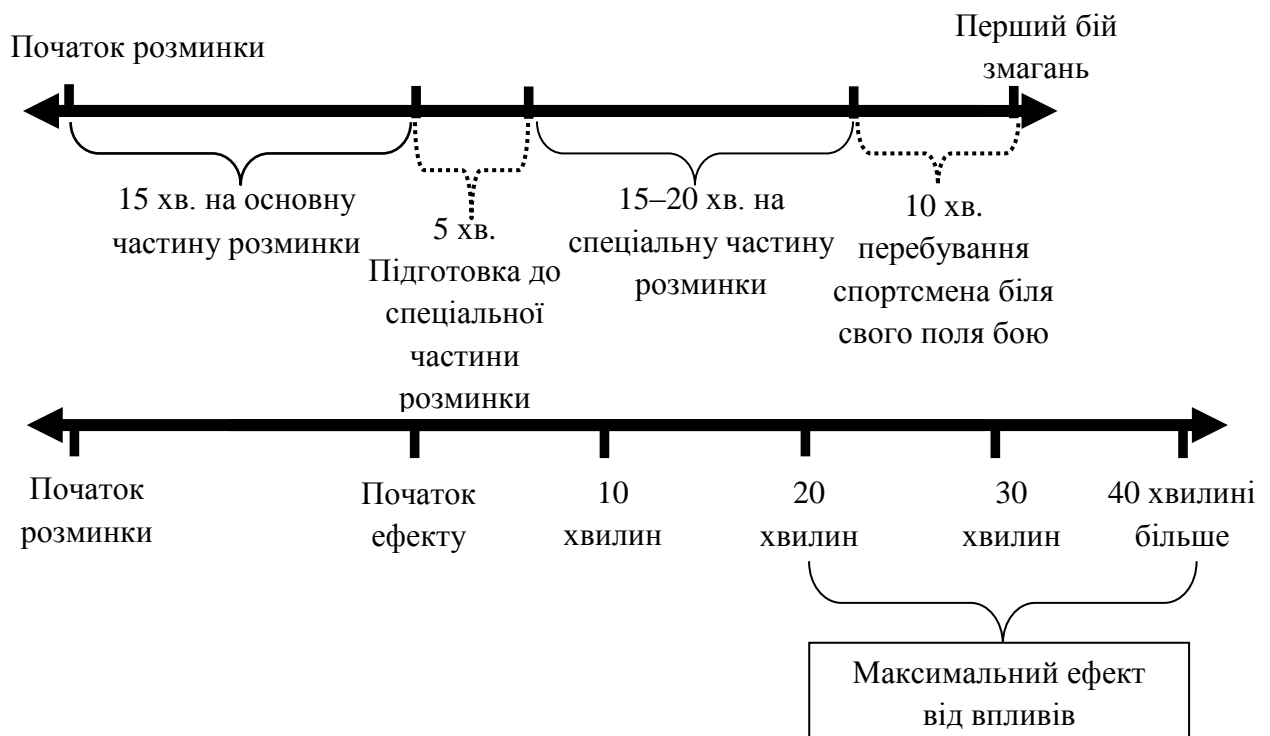 Початок розминки
Перший бій
змагань
15 хв. на основну
частину розминки
5 хв.
Підготовка до
спеціальної
частини
розминки
15–20 хв. на
спеціальну частину
розминки
10 хв.
перебування
спортсмена біля
свого поля бою
Початок
розминки
Початок
ефекту
10
хвилин
20
хвилин
30
хвилин
40 хвилині
більше
Максимальний ефект
від впливів